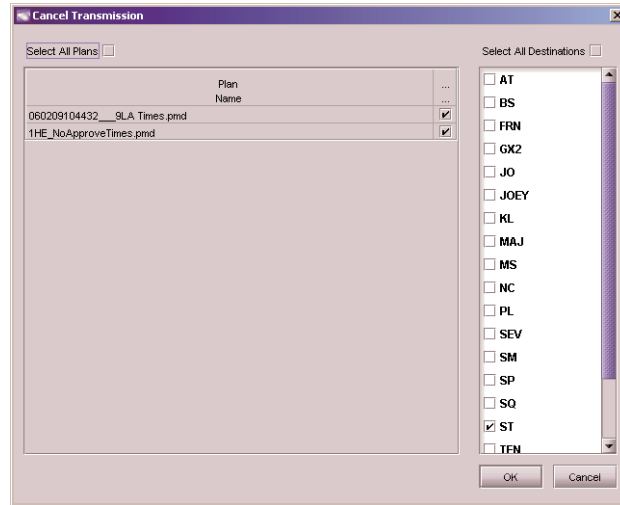 Cancel Transmission
Select All Plans
Select All Destinations
Plan
Name
...
...
060209104432___9LA Times.pmd
1HE_NoApproveTimes.pmd
AT
BS
FRN
GX2
JO
JOEY
KL
MAJ
MS
NC
PL
SEV
SM
SP
SQ
ST
TEN
OK
Cancel